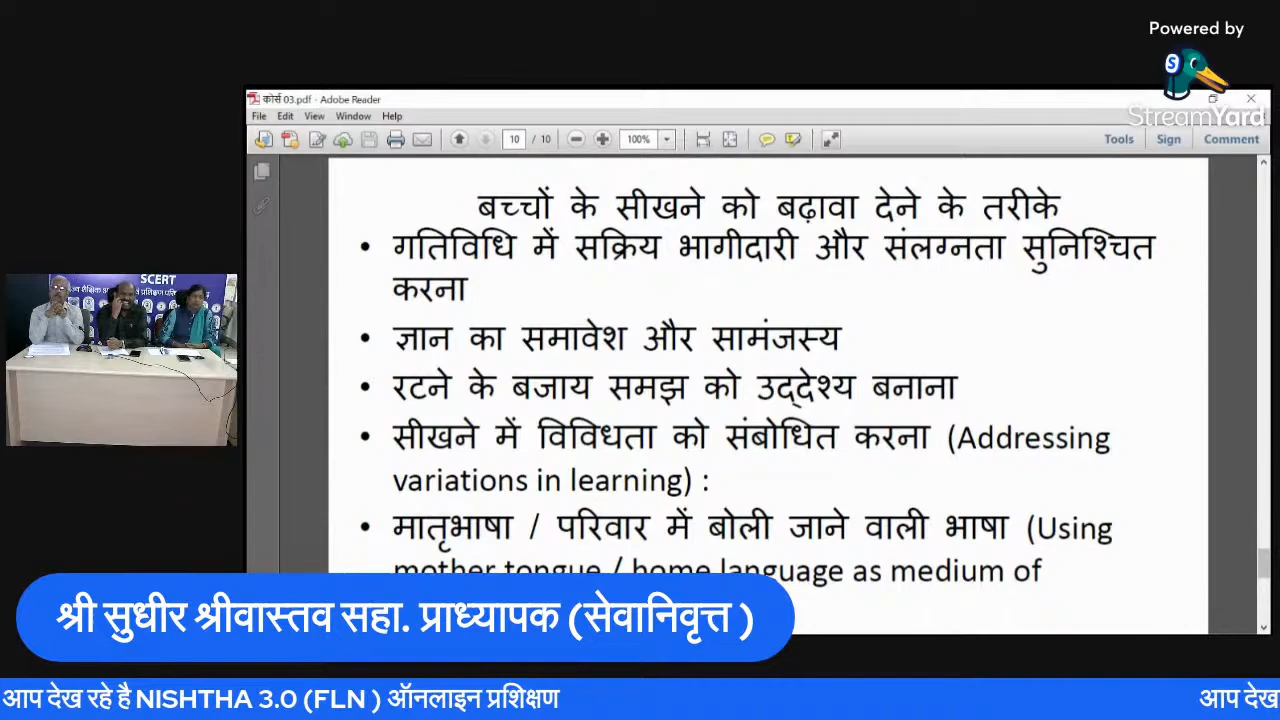 Powered by
StreamYard
कोर्स 03.pdf - Adobe Reader
File Edit View Window Help
10 / 10 100% Tools Sign Comment
बच्चों के सीखने को बढ़ावा देने के तरीके
• गतिविधि में सक्रिय भागीदारी और संलग्नता सुनिश्चित
करना
• ज्ञान का समावेश और सामंजस्य
• रटने के बजाय समझ को उद्देश्य बनाना
• सीखने में विविधता को संबोधित करना (Addressing
variations in learning) :
• मातृभाषा / परिवार में बोली जाने वाली भाषा (Using
mother tongue / home language as medium of
SCERT
श्री सुधीर श्रीवास्तव सहा. प्राध्यापक (सेवानिवृत्त )
आप देख रहे है NISHTHA 3.0 (FLN ) ऑनलाइन प्रशिक्षण आप देख